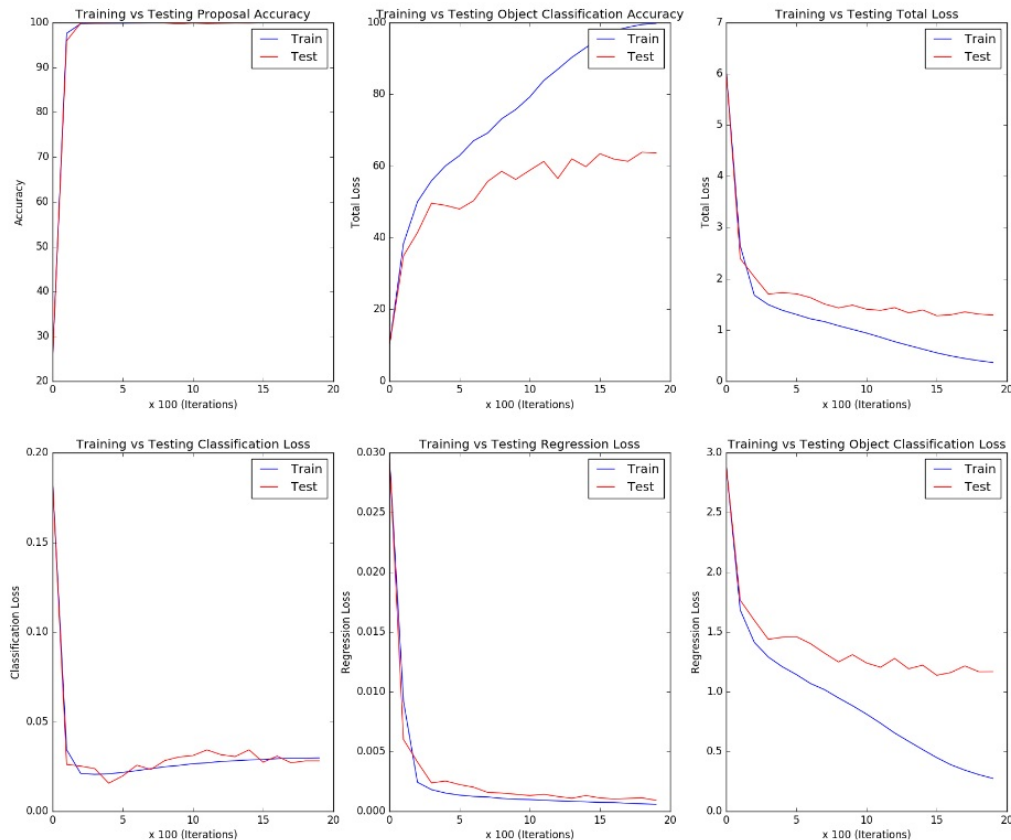 Training vs Testing Proposal Accuracy
Training vs Testing Object Classification Accuracy
Training vs Testing Total Loss
100
90
80
70
60
50
40
30
20
Accuracy
Train
Test
0 5 10 15 20
x 100 (Iterations)
100
80
60
40
20
0
Total Loss
Train
Test
0 5 10 15 20
x 100 (Iterations)
7
6
5
4
3
2
1
0
Total Loss
Train
Test
0 5 10 15 20
x 100 (Iterations)
Training vs Testing Classification Loss
Training vs Testing Regression Loss
Training vs Testing Object Classification Loss
0.20
0.15
0.10
0.05
0.00
Classification Loss
Train
Test
0 5 10 15 20
x 100 (Iterations)
0.030
0.025
0.020
0.015
0.010
0.005
0.000
Regression Loss
Train
Test
0 5 10 15 20
x 100 (Iterations)
3.0
2.5
2.0
1.5
1.0
0.5
0.0
Regression Loss
Train
Test
0 5 10 15 20
x 100 (Iterations)